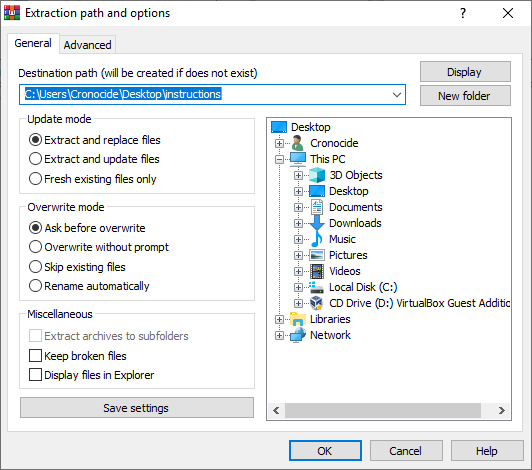 Extraction path and options
General
Advanced
Destination path (will be created if does not exist)
Display
C:\Users\Cronocide\Desktop\instructions
New folder
Update mode
Extract and replace files
Extract and update files
Fresh existing files only
Overwrite mode
Ask before overwrite
Overwrite without prompt
Skip existing files
Rename automatically
Miscellaneous
Extract archives to subfolders
Keep broken files
Display files in Explorer
Save settings
Desktop
Cronocide
This PC
3D Objects
Desktop
Documents
Downloads
Music
Pictures
Videos
Local Disk (C:)
CD Drive (D:) VirtualBox Guest Additio
Libraries
Network
OK
Cancel
Help